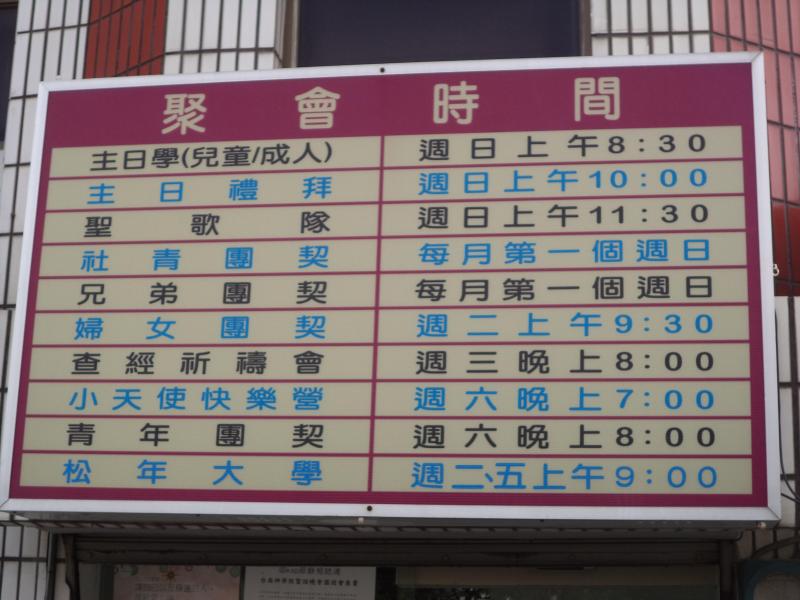 聚會時間
主日學(兒童/成人) 週日上午8:30
主日禮拜 週日上午10:00
聖歌隊 週日上午11:30
社青團契 每月第一個週日
兄弟團契 每月第一個週日
婦女團契 週二上午9:30
查經祈禱會 週三晚上8:00
小天使快樂營 週六晚上7:00
青年團契 週六晚上8:00
松年大學 週二、五上午9:00